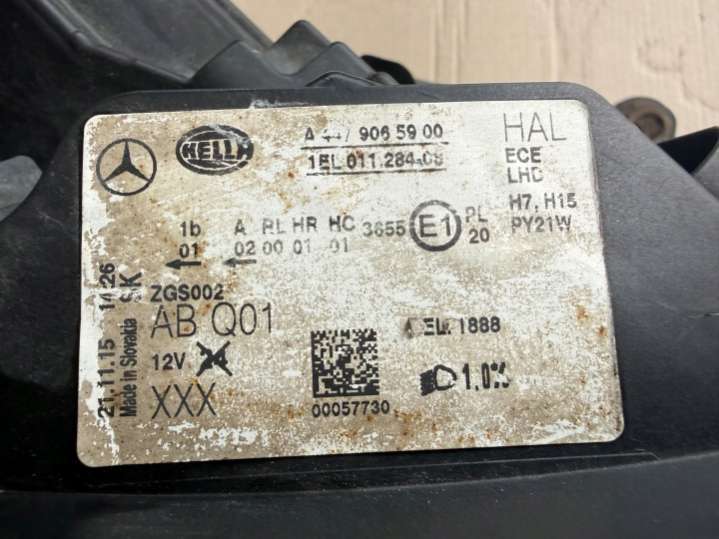 HELLA
906 59 00
1EL 011.284-08
HAL
ECE
LHD
H7, H15
PY21W
1b A RL HR HC 3655 E1 PL
01 02 00 01 01 20
ZGS002
AB Q01
12V
XXX
00057730
1888
1,0%
21.11.15 14:26
Made in Slovakia SK